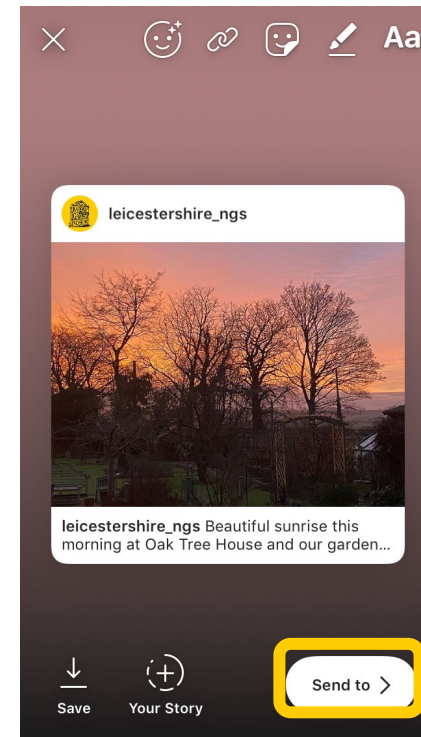 Aa
leicestershire_ngs
leicestershire_ngs Beautiful sunrise this
morning at Oak Tree House and our garden...
Save
Your Story
Send to